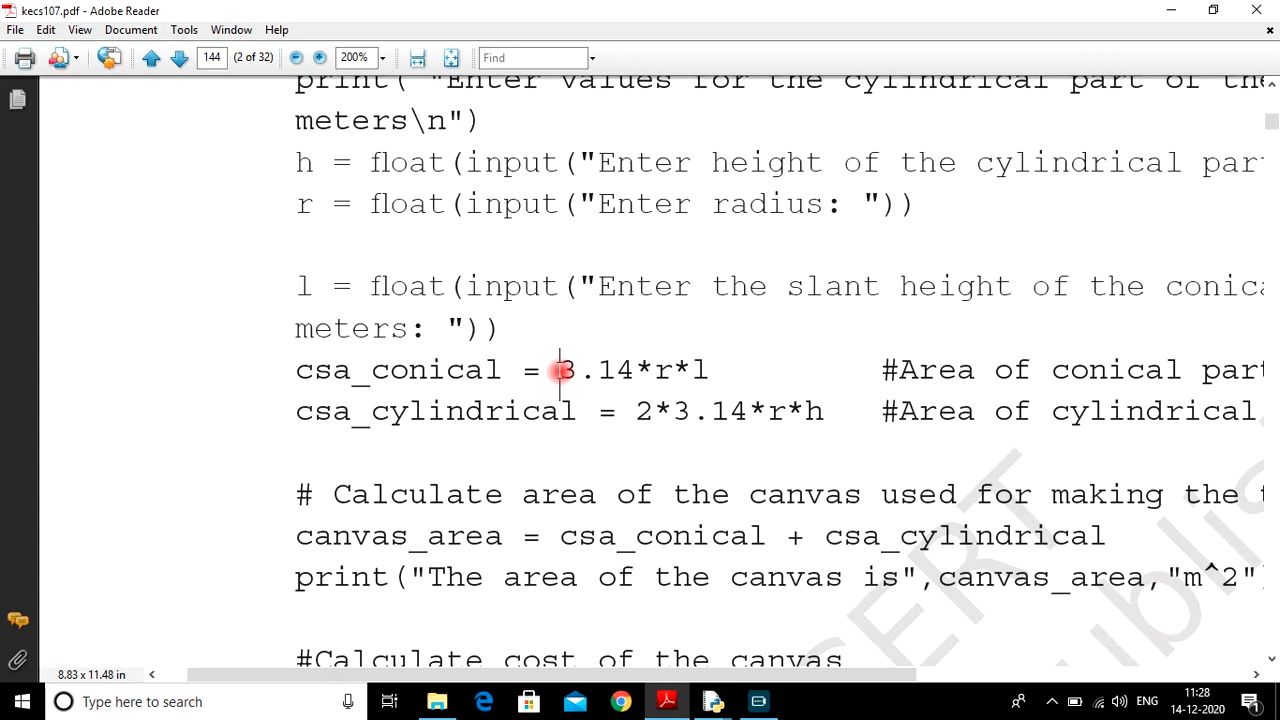 kecs107.pdf - Adobe Reader
File Edit View Document Tools Window Help
144 (2 of 32) 200% Find
print( "Enter values for the cylindrical part of the
meters\n")
h = float(input("Enter height of the cylindrical par
r = float(input("Enter radius: "))
l = float(input("Enter the slant height of the conic
meters: "))
csa_conical = 3.14*r*l #Area of conical par
csa_cylindrical = 2*3.14*r*h #Area of cylindrical
# Calculate area of the canvas used for making the
canvas_area = csa_conical + csa_cylindrical
print("The area of the canvas is",canvas_area,"m^2")
#Calculate cost of the canvas
8.83 x 11.48 in
Type here to search
ENG
11:28
14-12-2020
1